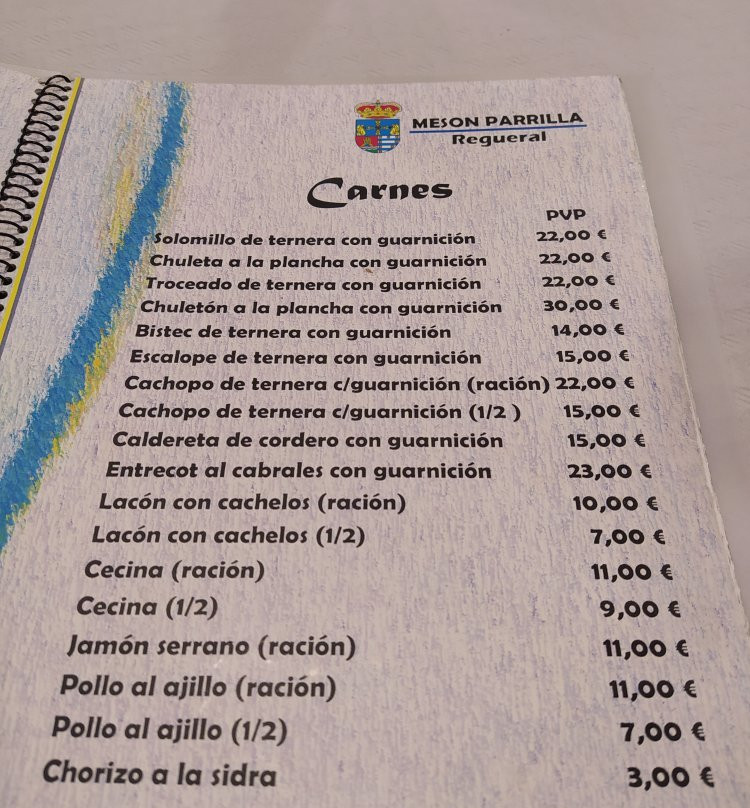 MESON PARRILLA
Regueral
Carnes
PVP
Solomillo de ternera con guarnición 22,00 €
Chuleta a la plancha con guarnición 22,00 €
Troceado de ternera con guarnición 22,00 €
Chuletón a la plancha con guarnición 30,00 €
Bistec de ternera con guarnición 14,00 €
Escalope de ternera con guarnición 15,00 €
Cachopo de ternera c/guarnición (ración) 22,00 €
Cachopo de ternera c/guarnición (1/2 ) 15,00 €
Caldereta de cordero con guarnición 15,00 €
Entrecot al cabrales con guarnición 23,00 €
Lacón con cachelos (ración) 10,00 €
Lacón con cachelos (1/2) 7,00 €
Cecina (ración) 11,00 €
Cecina (1/2) 9,00 €
Jamón serrano (ración) 11,00 €
Pollo al ajillo (ración) 11,00 €
Pollo al ajillo (1/2) 7,00 €
Chorizo a la sidra 3,00 €